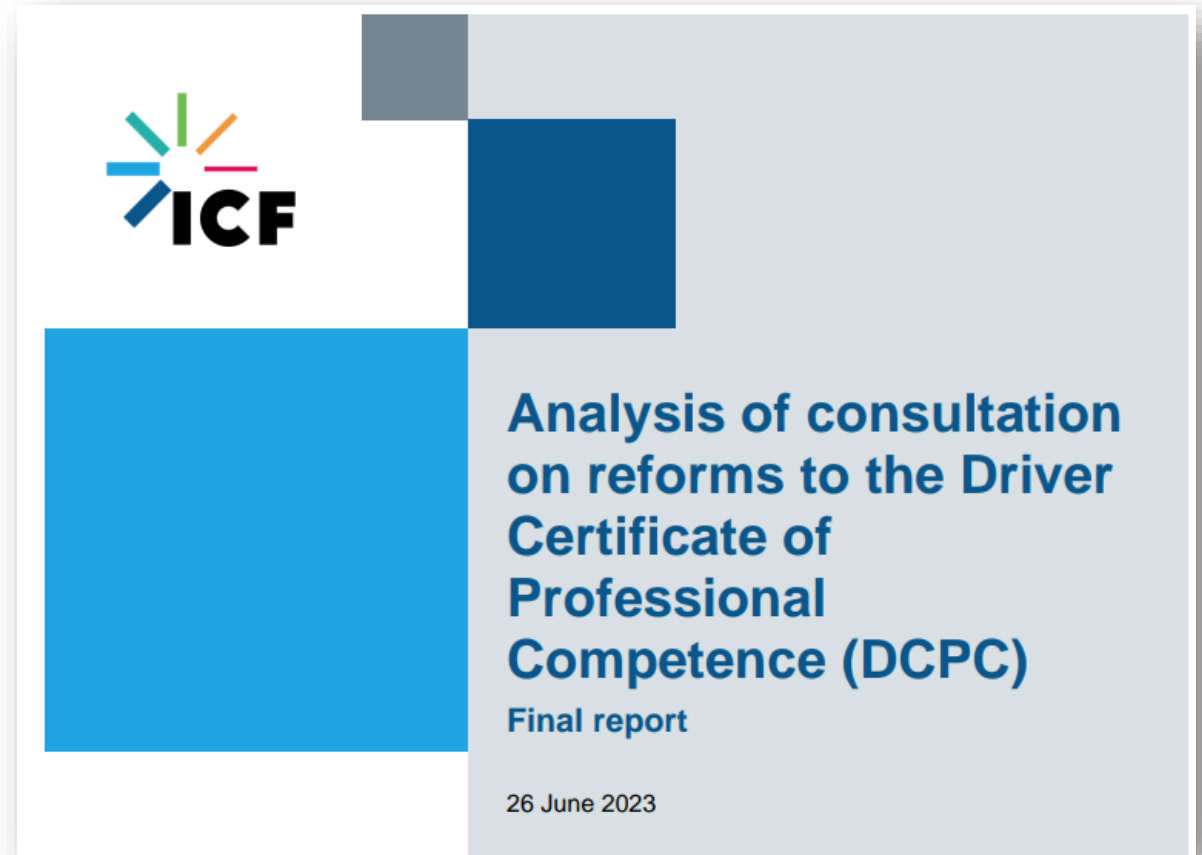 ICF
Analysis of consultation
on reforms to the Driver
Certificate of
Professional
Competence (DCPC)
Final report
26 June 2023